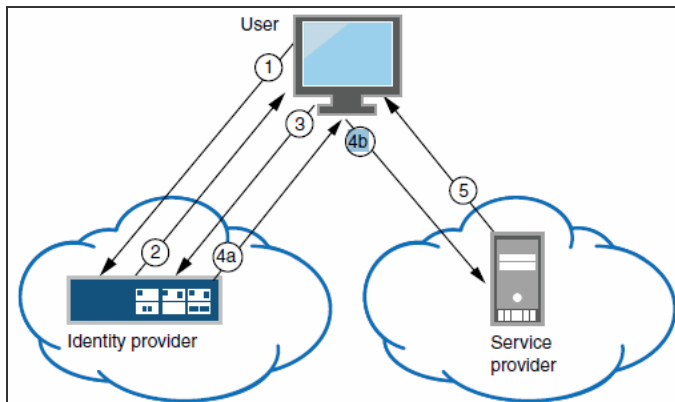 User
1
3
4b
5
2
4a
Identity provider
Service
provider